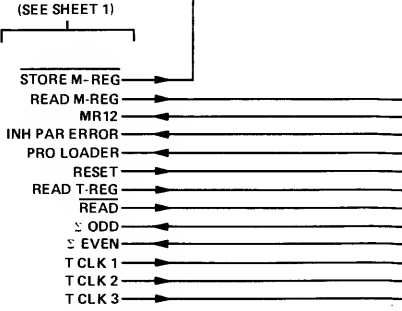 (SEE SHEET 1)
STORE M-REG
READ M-REG
MR12
INH PAR ERROR
PRO LOADER
RESET
READ T-REG
READ
Σ ODD
Σ EVEN
T CLK 1
T CLK 2
T CLK 3